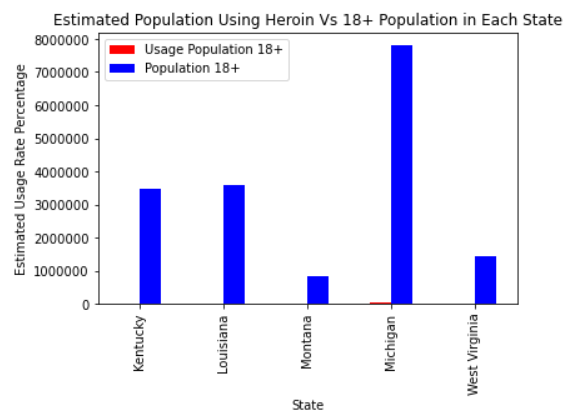 Estimated Population Using Heroin Vs 18+ Population in Each State
Usage Population 18+
Population 18+
Estimated Usage Rate Percentage
8000000
7000000
6000000
5000000
4000000
3000000
2000000
1000000
0
Kentucky
Louisiana
Montana
Michigan
West Virginia
State